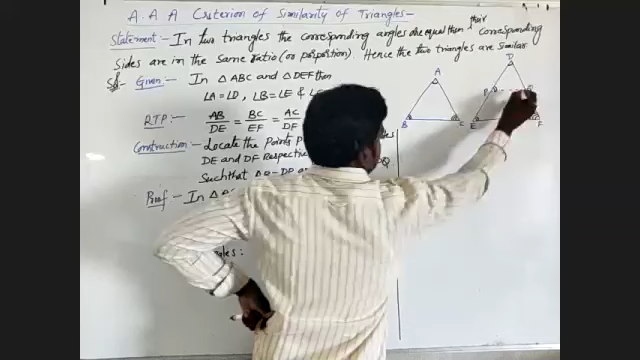 A.A.A Criterion of Similarity of Triangles-
Statement:- In two triangles the corresponding angles are equal then their corresponding
sides are in the same ratio (or proportion). Hence the two triangles are similar
Sol Given:- In △ABC and △DEF then
∠A=∠D, ∠B=∠E &
RTP:- AB/DE = BC/EF = AC/DF
Construction:- Locate the Points P
DE and DF Respective
Such that
Proof:- In △
A
B
C
D
P
E
F